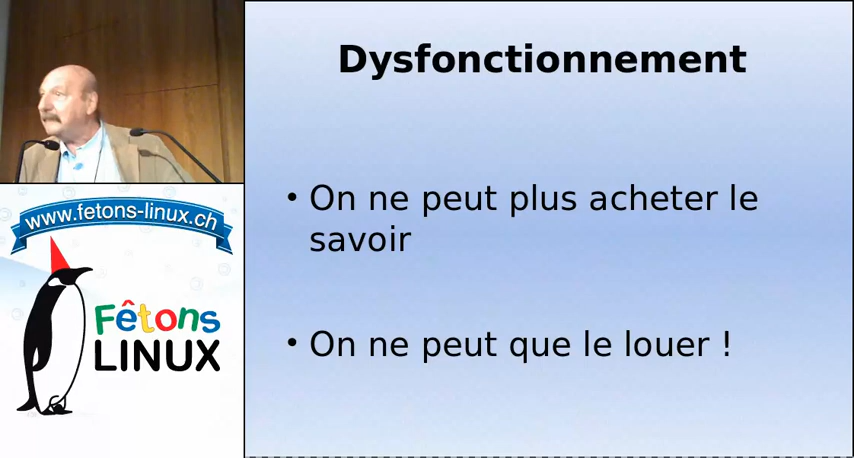 Dysfonctionnement
• On ne peut plus acheter le
savoir
• On ne peut que le louer !
www.fetons-linux.ch
Fêtons
LINUX